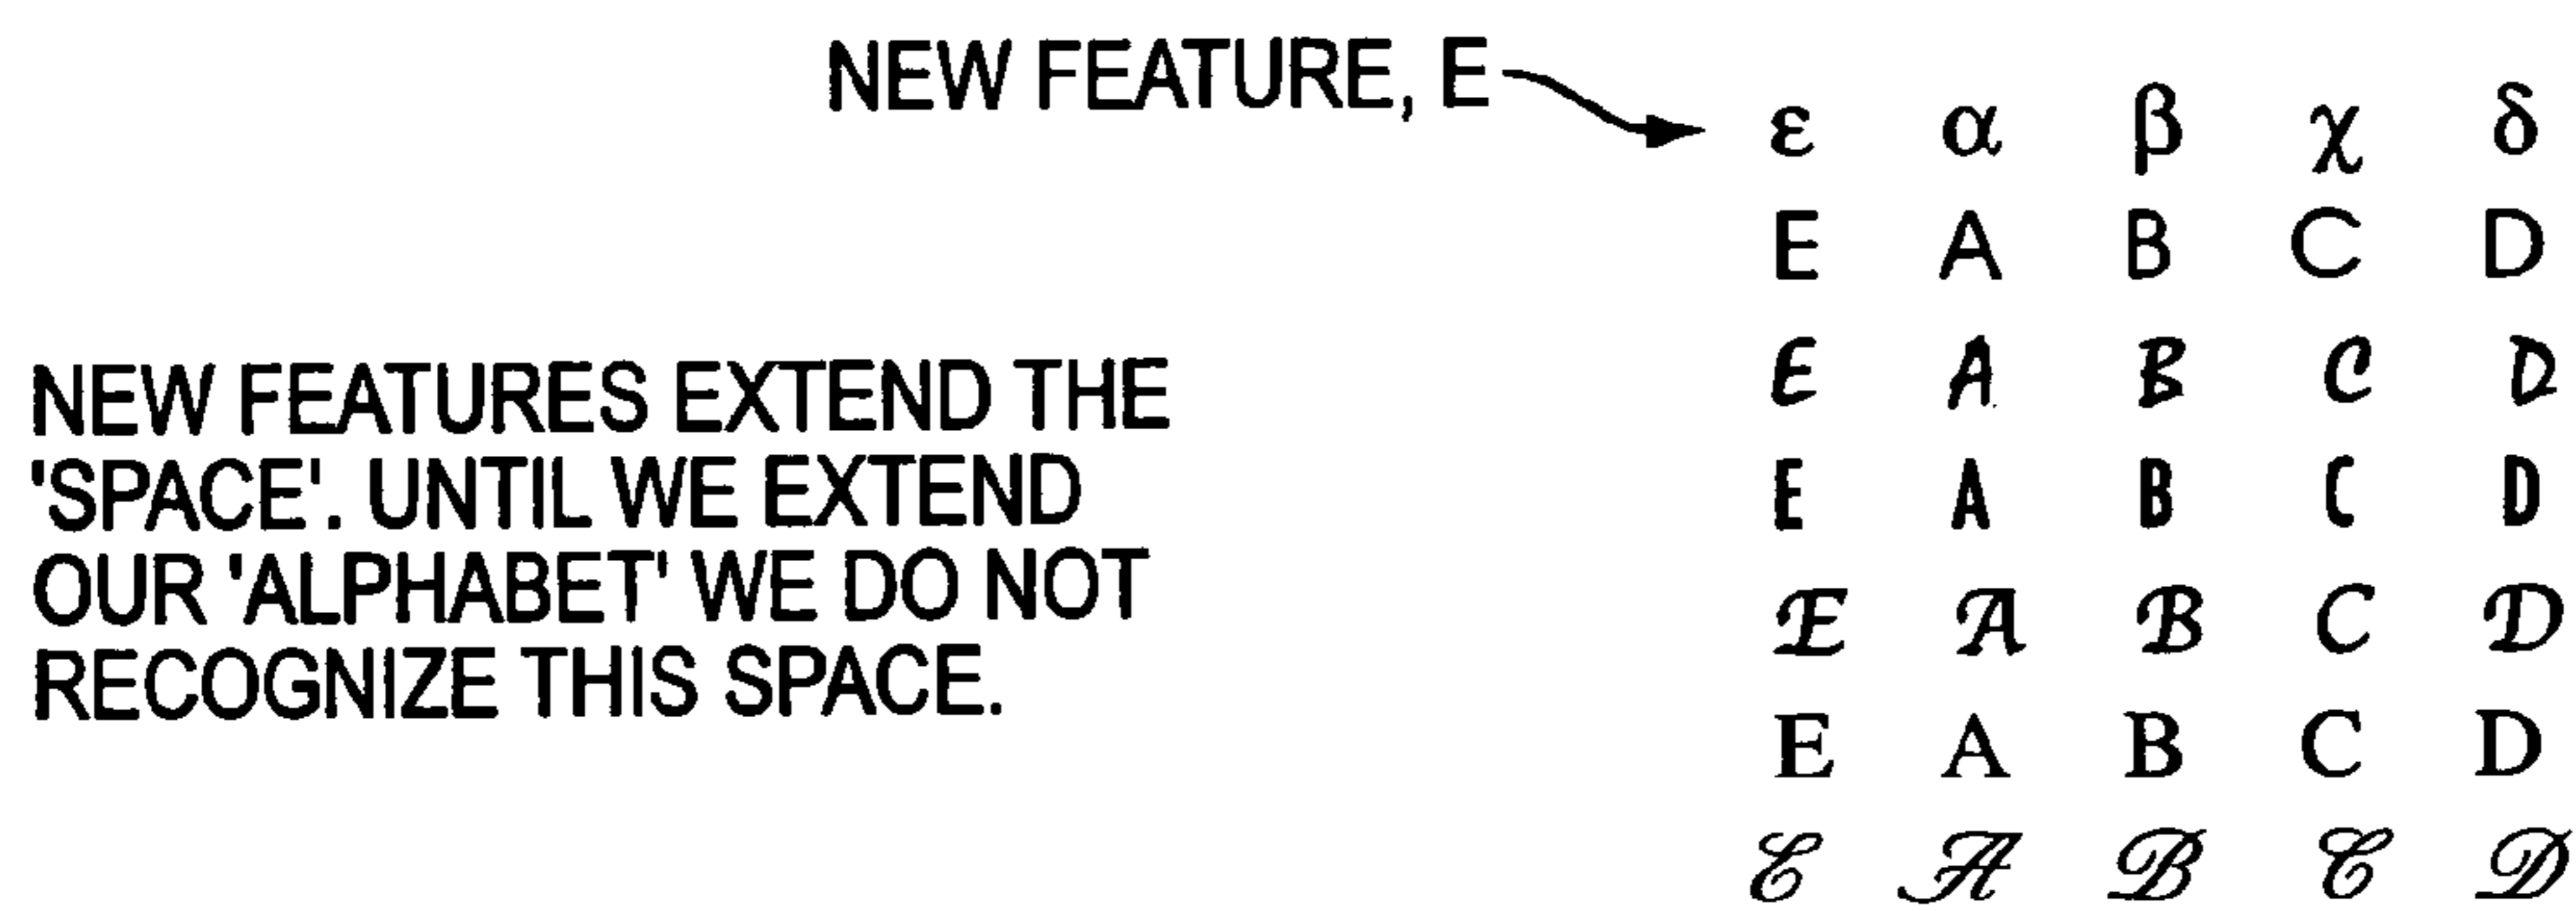 NEW FEATURE, E
ε α β χ δ
E A B C D
E A B C D
NEW FEATURES EXTEND THE
'SPACE'. UNTIL WE EXTEND
OUR 'ALPHABET' WE DO NOT
RECOGNIZE THIS SPACE.
E A B C D
E A B C D
E A B C D
E A B C D